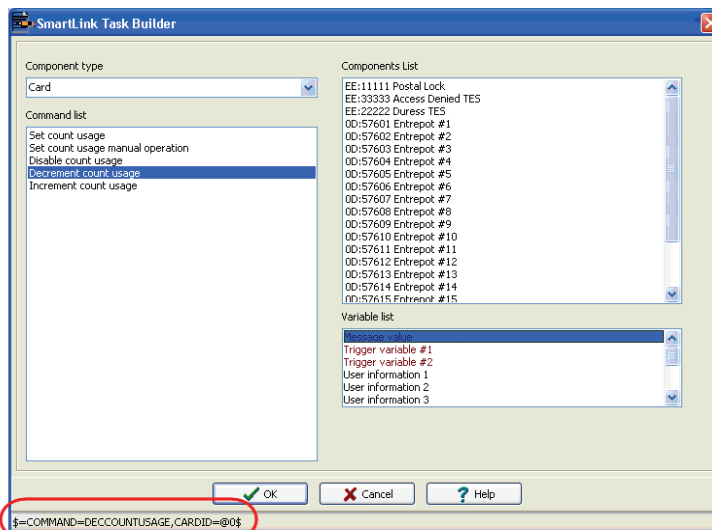 SmartLink Task Builder
Component type
Card
Command list
Set count usage
Set count usage manual operation
Disable count usage
Decrement count usage
Increment count usage
Components List
EE:11111 Postal Lock
EE:33333 Access Denied TES
EE:22222 Duress TES
0D:57601 Entrepot #1
0D:57602 Entrepot #2
0D:57603 Entrepot #3
0D:57604 Entrepot #4
0D:57605 Entrepot #5
0D:57606 Entrepot #6
0D:57607 Entrepot #7
0D:57608 Entrepot #8
0D:57609 Entrepot #9
0D:57610 Entrepot #10
0D:57611 Entrepot #11
0D:57612 Entrepot #12
0D:57613 Entrepot #13
0D:57614 Entrepot #14
0D:57615 Entrepot #15
Variable list
Message value
Trigger variable #1
Trigger variable #2
User information 1
User information 2
User information 3
OK
Cancel
Help
$=COMMAND=DECCOUNTUSAGE,CARDID=@0$